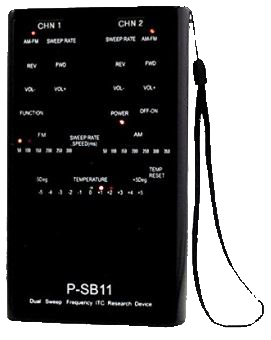 CHN 1 CHN 2
AM-FM SWEEP RATE SWEEP RATE AM-FM
REV FWD REV FWD
VOL- VOL+ VOL- VOL+
FUNCTION POWER OFF-ON
FM SWEEP RATE AM
SPEED(ms)
50 100 150 200 250 300 350 50 100 150 200 250 300 350
5Deg TEMPERATURE +5Deg TEMP
RESET
-5 -4 -3 -2 -1 0 +1 +2 +3 +4 +5
P-SB11
Dual Sweep Frequency ITC Research Device